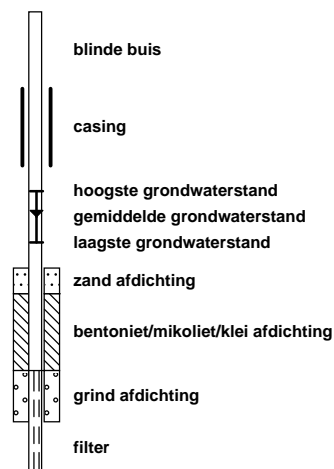 blinde buis
casing
hoogste grondwaterstand
gemiddelde grondwaterstand
laagste grondwaterstand
zand afdichting
bentoniet/mikoliet/klei afdichting
grind afdichting
filter